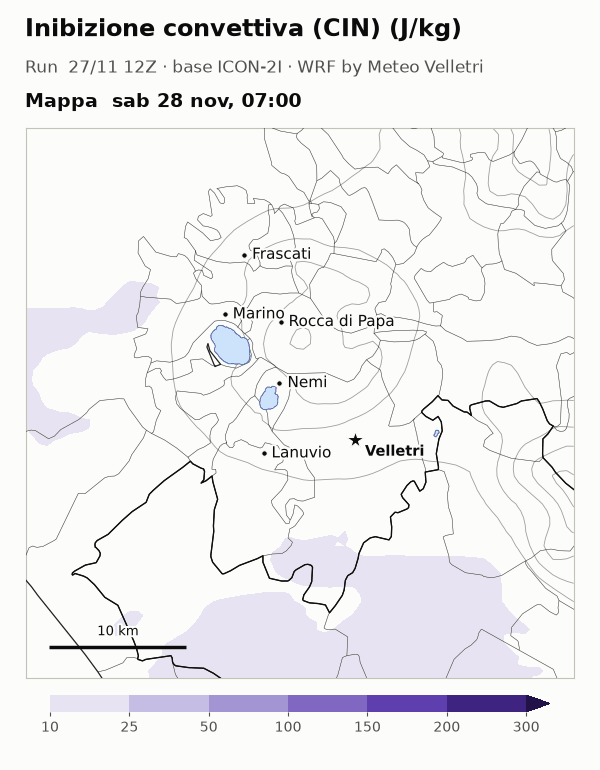 Inibizione convettiva (CIN) (J/kg)
Run  27/11 12Z · base ICON-2I · WRF by Meteo Velletri
Mappa  sab 28 nov, 07:00
Frascati
Marino
Rocca di Papa
Nemi
Velletri
Lanuvio
10 km
10 25 50 100 150 200 300